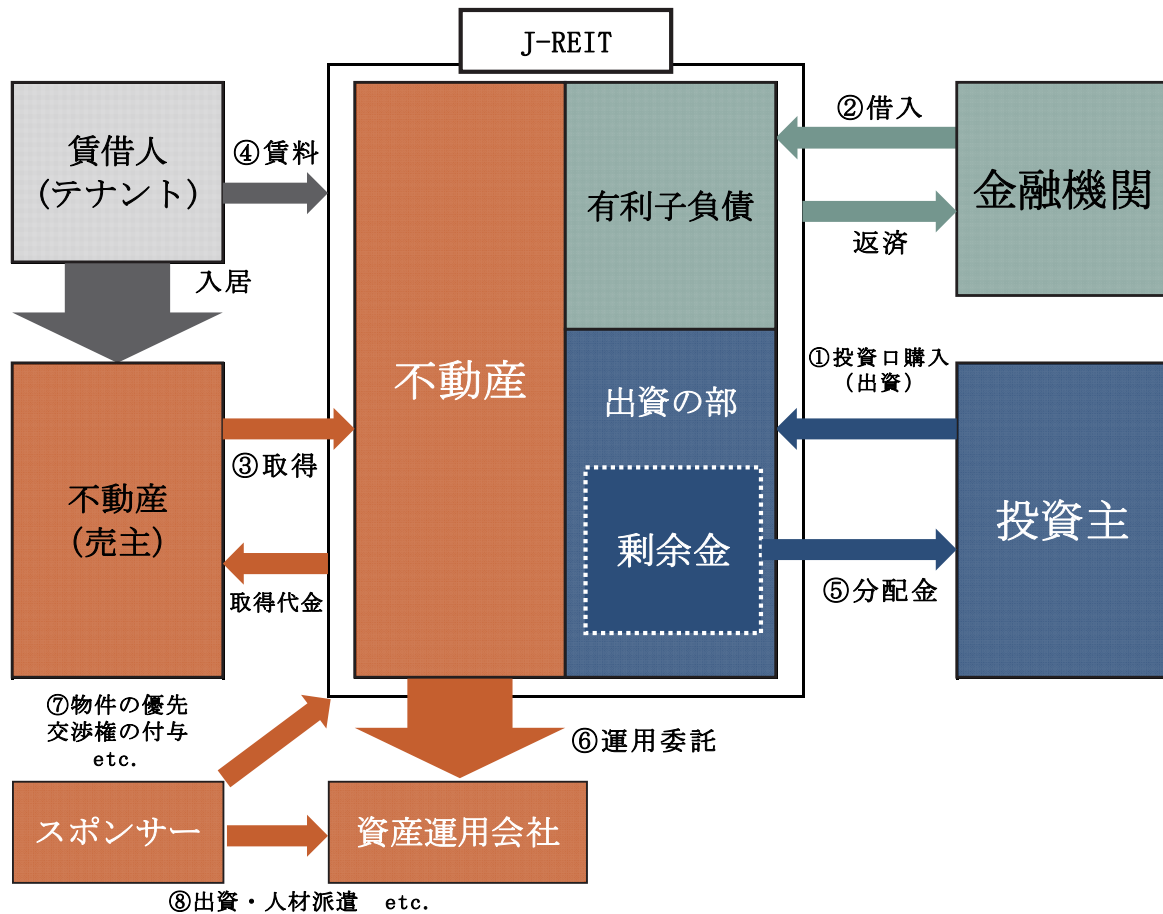 J-REIT
賃借人
(テナント)
④賃料
入居
不動産
有利子負債
②借入
返済
金融機関
①投資口購入
(出資)
出資の部
剰余金
⑤分配金
投資主
③取得
取得代金
不動産
(売主)
⑦物件の優先
交渉権の付与
etc.
⑥運用委託
スポンサー
資産運用会社
⑧出資・人材派遣 etc.